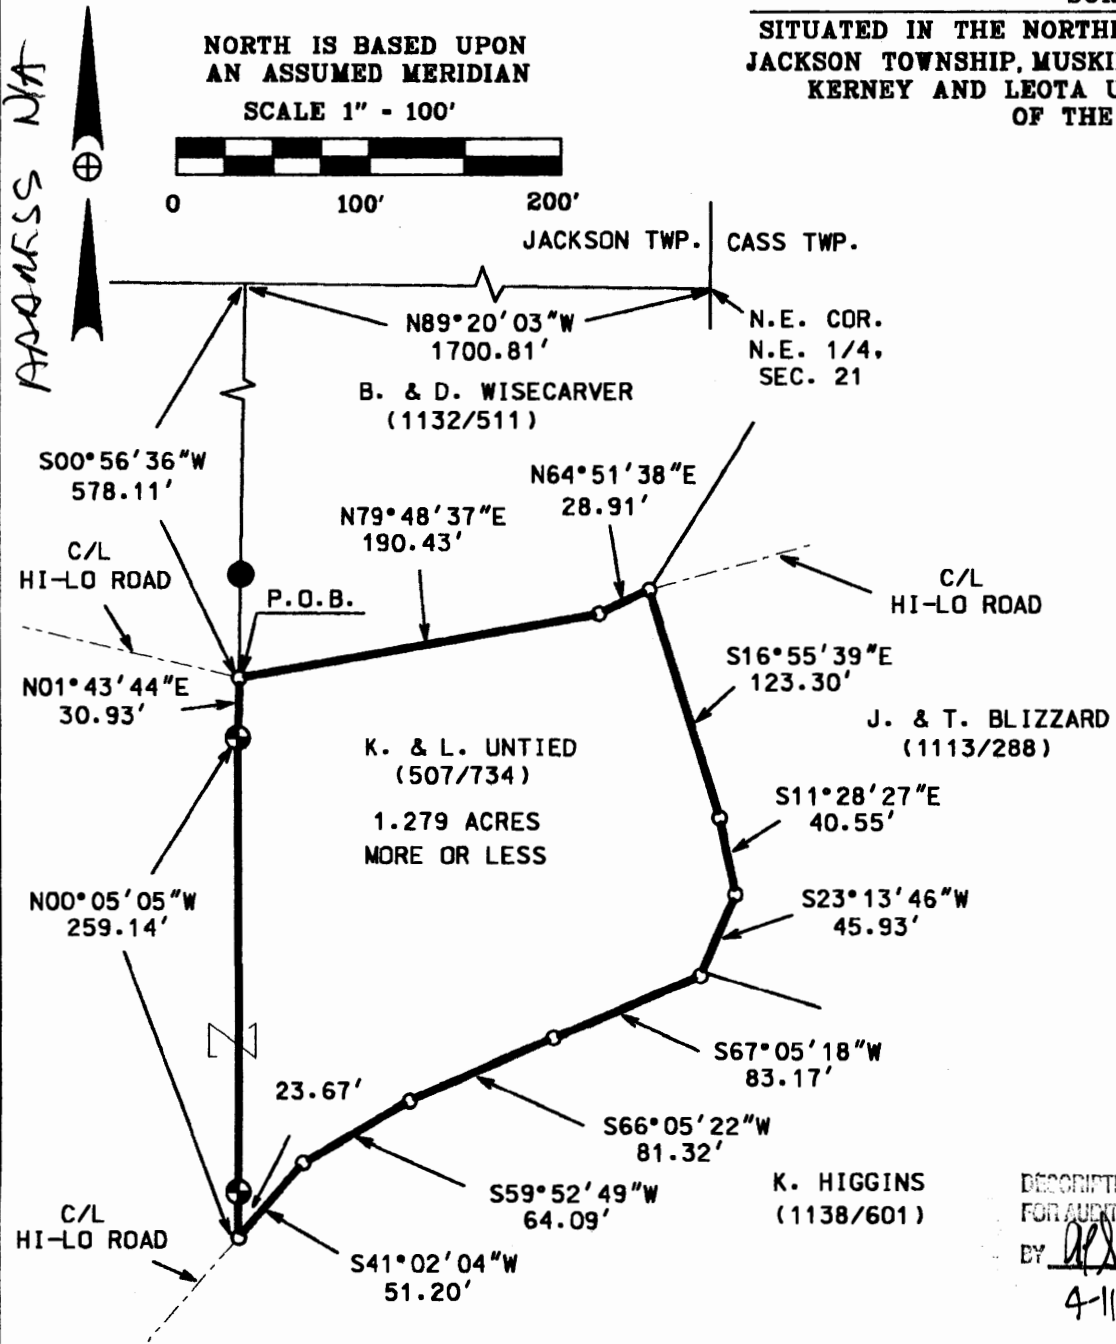 SITUATED IN THE
JACKSON TOWNSHIP,
KERNEY AND LEOTA
OF THE
NORTH IS BASED UPON
AN ASSUMED MERIDIAN
SCALE 1" - 100'
0 100' 200'
N/A
JACKSON TWP. CASS TWP.
N89°20'03"W
1700.81'
N.E. COR.
N.E. 1/4,
SEC. 21
B. & D. WISECARVER
(1132/511)
S00°56'36"W
578.11'
N64°51'38"E
28.91'
N79°48'37"E
190.43'
C/L
HI-LO ROAD
P.O.B.
C/L
HI-LO ROAD
N01°43'44"E
30.93'
S16°55'39"E
123.30'
J. & T. BLIZZARD
(1113/288)
K. & L. UNTIED
(507/734)
1.279 ACRES
MORE OR LESS
S11°28'27"E
40.55'
N00°05'05"W
259.14'
S23°13'46"W
45.93'
S67°05'18"W
83.17'
23.67'
S66°05'22"W
81.32'
S59°52'49"W
64.09'
K. HIGGINS
(1138/601)
C/L
HI-LO ROAD
S41°02'04"W
51.20'
BY
4-11